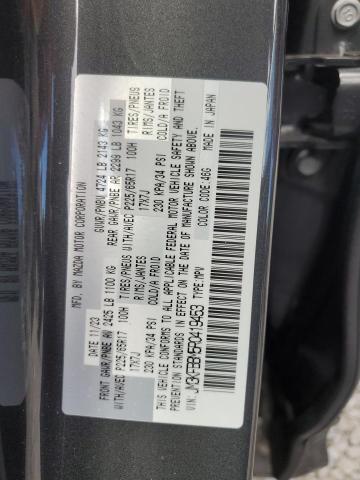 MFD. BY MAZDA MOTOR CORPORATION
DATE 11/23 GVWR/PNBV 4724 LB 2143 KG
FRONT GAWR/PNBE AV 2425 LB 1100 KG REAR GAWR/PNBE AR 2299 LB 1043 KG
WITH/AVEC P225/65R17 100H TIRES/PNEUS WITH/AVEC P225/65R17 100H TIRES/PNEUS
17X7J RIMS/JANTES 17X7J RIMS/JANTES
230 KPA/34 PSI COLD/A FROID 230 KPA/34 PSI COLD/A FROID
THIS VEHICLE CONFORMS TO ALL APPLICABLE FEDERAL MOTOR VEHICLE SAFETY AND THEFT
PREVENTION STANDARDS IN EFFECT ON THE DATE OF MANUFACTURE SHOWN ABOVE.
VIN: JM3KFBBM5R0419453 TYPE:MPV COLOR CODE:46G MADE IN JAPAN